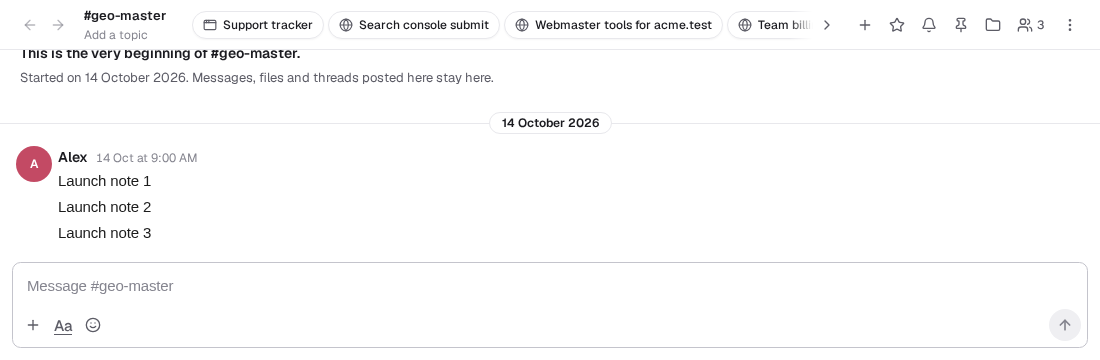 #geo-master
Add a topic
Support tracker
Search console submit
Webmaster tools for acme.test
Team
3
This is the very beginning of #geo-master.
Started on 14 October 2026. Messages, files and threads posted here stay here.
14 October 2026
A
Alex 14 Oct at 9:00 AM
Launch note 1
Launch note 2
Launch note 3
Message #geo-master
Aa